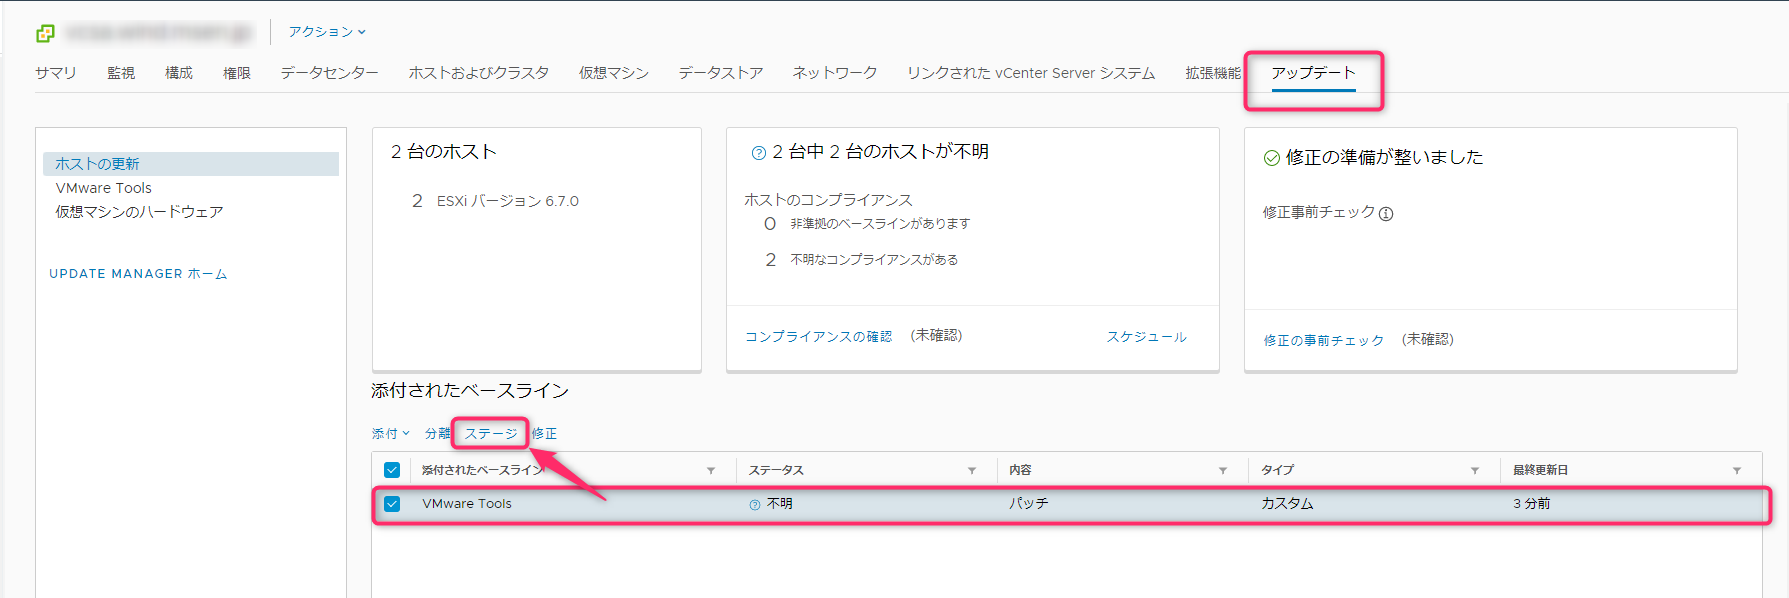 アクション
サマリ 監視 構成 権限 データセンター ホストおよびクラスタ 仮想マシン データストア ネットワーク リンクされた vCenter Server システム 拡張機能 アップデート
ホストの更新
VMware Tools
仮想マシンのハードウェア
UPDATE MANAGER ホーム
2 台のホスト
2 ESXi バージョン 6.7.0
2 台中 2 台のホストが不明
ホストのコンプライアンス
0 非準拠のベースラインがあります
2 不明なコンプライアンスがある
コンプライアンスの確認 (未確認) スケジュール
修正の準備が整いました
修正事前チェック
修正の事前チェック (未確認)
添付されたベースライン
添付 分離 ステージ 修正
添付されたベースライン ステータス 内容 タイプ 最終更新日
VMware Tools 不明 パッチ カスタム 3 分前